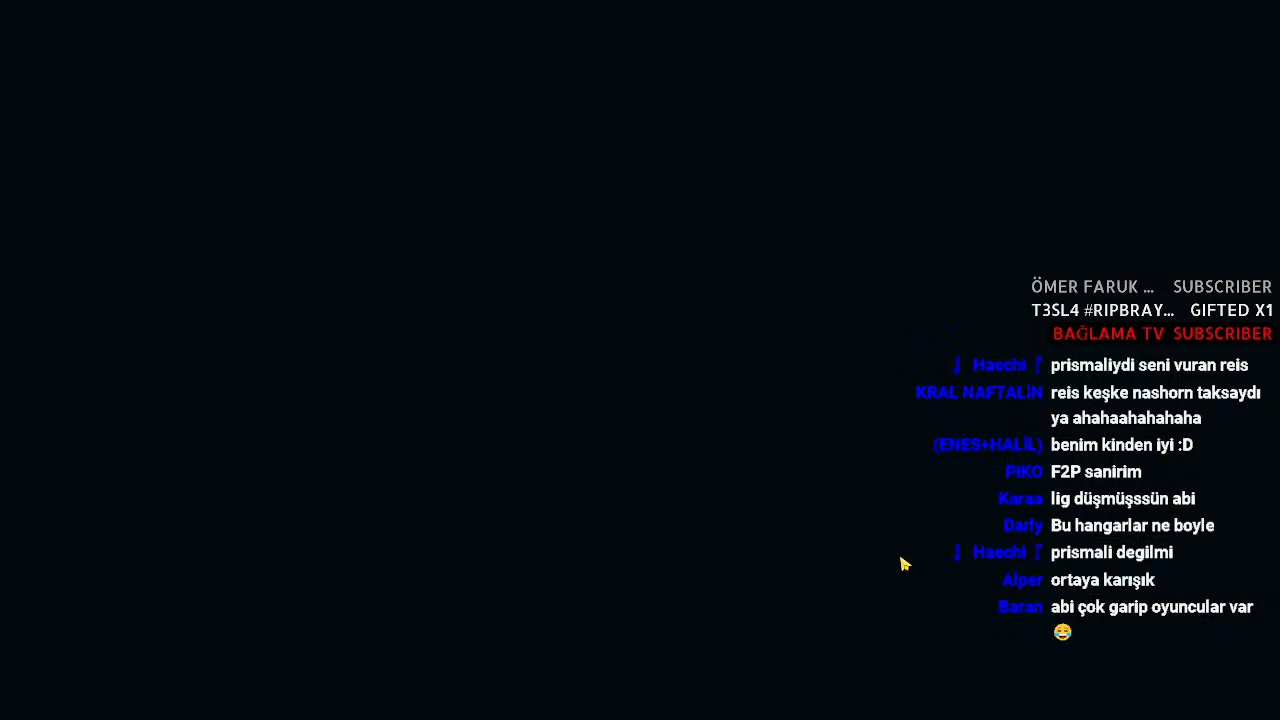 ÖMER FARUK ... SUBSCRIBER
T3SL4 #RIPBRAY... GIFTED X1
BAĞLAMA TV SUBSCRIBER
Haechi prismaliydi seni vuran reis
KRAL NAFTALİN reis keşke nashorn taksaydı
ya ahahaahahahaha
(ENES+HALİL) benim kinden iyi :D
PİKO F2P sanirim
Karaa lig düşmüşssün abi
Darly Bu hangarlar ne boyle
Haechi prismali degilmi
Alper ortaya karışık
Baran abi çok garip oyuncular var
😂